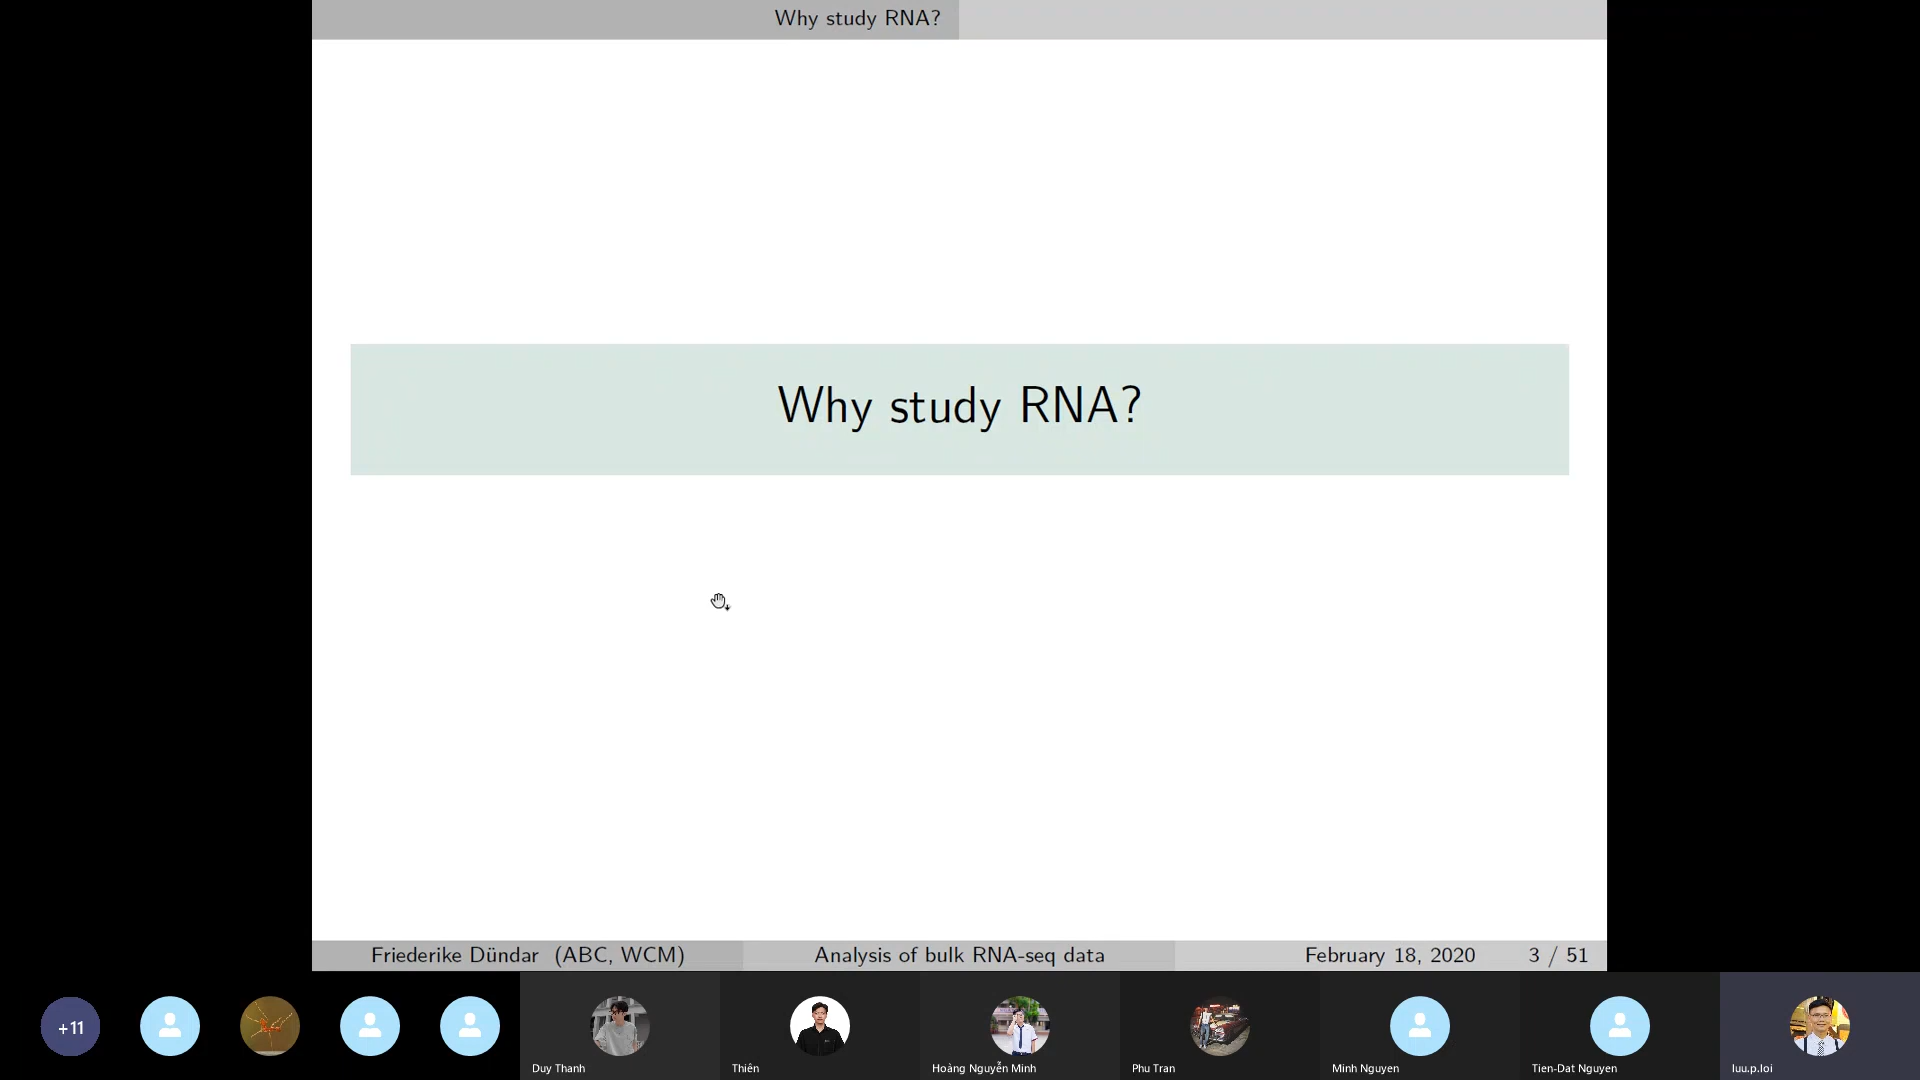 Why study RNA?
Why study RNA?
Friederike Dündar (ABC, WCM) Analysis of bulk RNA-seq data February 18, 2020 3 / 51
+11
Duy Thanh Thiên Hoàng Nguyễn Minh Phu Tran Minh Nguyen Tien-Dat Nguyen luu.p.loi